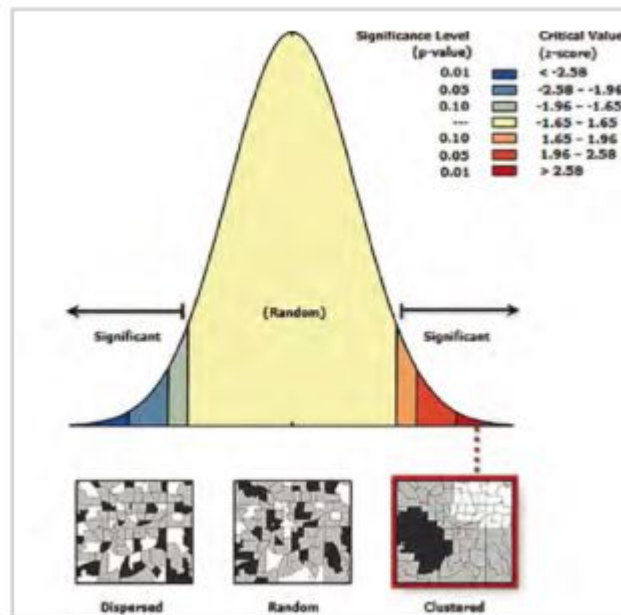 Significance Level Critical Value
(p-value) (z-score)
0.01 < -2.58
0.05 -2.58 - -1.96
0.10 -1.96 - -1.65
--- -1.65 - 1.65
0.10 1.65 - 1.96
0.05 1.96 - 2.58
0.01 > 2.58
(Random)
Significant Significant
Dispersed Random Clustered